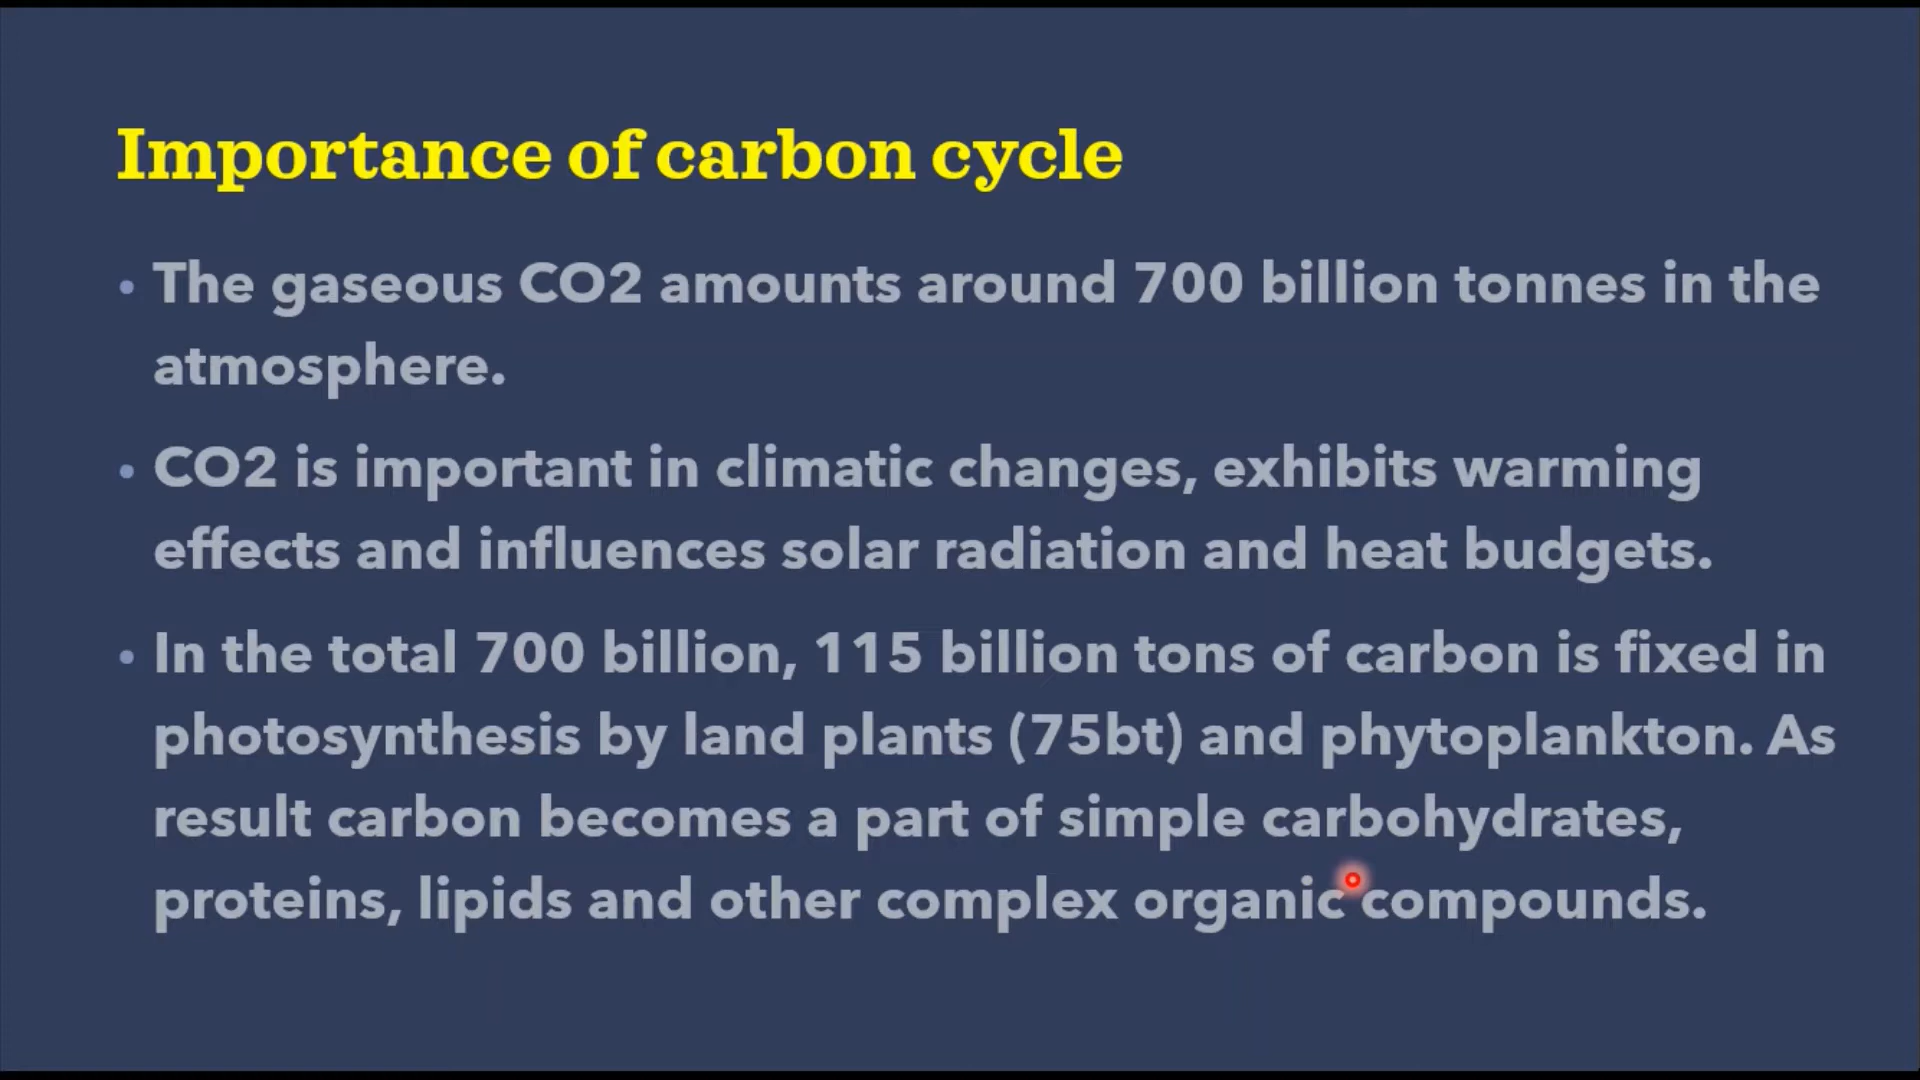 Importance of carbon cycle
• The gaseous CO2 amounts around 700 billion tonnes in the
atmosphere.
• CO2 is important in climatic changes, exhibits warming
effects and influences solar radiation and heat budgets.
• In the total 700 billion, 115 billion tons of carbon is fixed in
photosynthesis by land plants (75bt) and phytoplankton. As
result carbon becomes a part of simple carbohydrates,
proteins, lipids and other complex organic compounds.